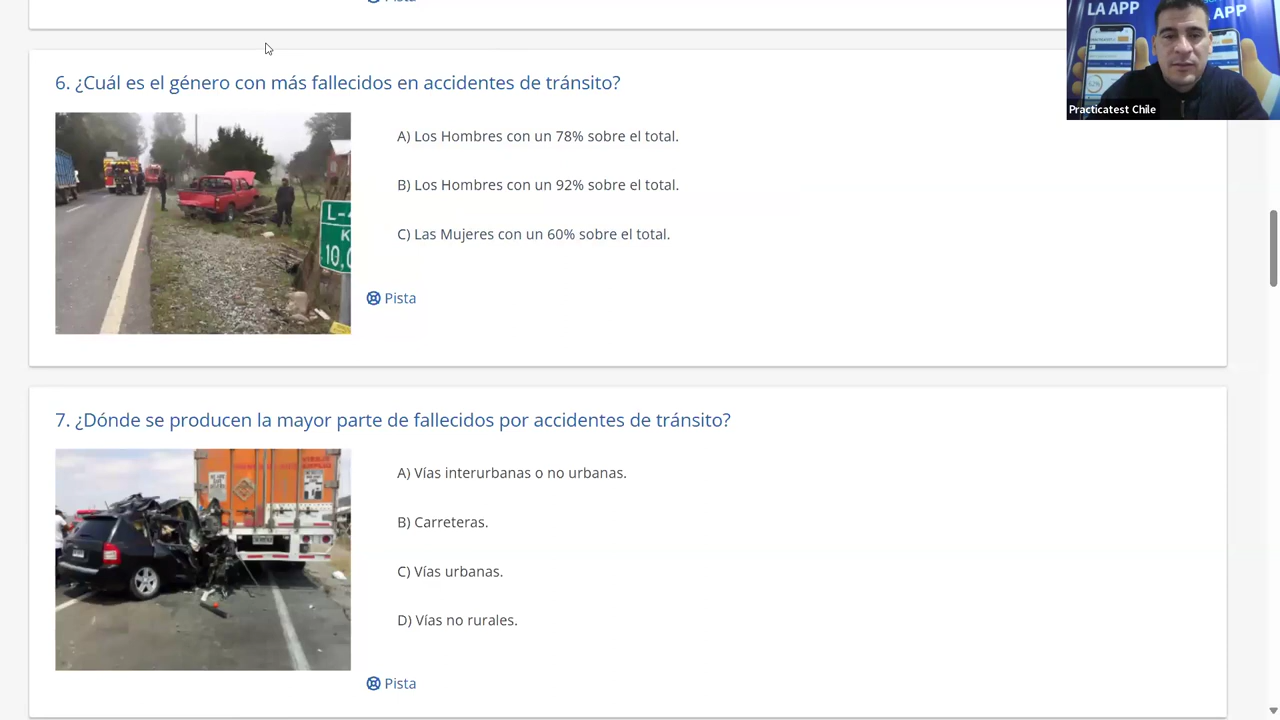 Pista
LA APP
APP
Practicatest Chile
6. ¿Cuál es el género con más fallecidos en accidentes de tránsito?
A) Los Hombres con un 78% sobre el total.
B) Los Hombres con un 92% sobre el total.
C) Las Mujeres con un 60% sobre el total.
L-
K
10,0
Pista
7. ¿Dónde se producen la mayor parte de fallecidos por accidentes de tránsito?
A) Vías interurbanas o no urbanas.
B) Carreteras.
C) Vías urbanas.
D) Vías no rurales.
Pista